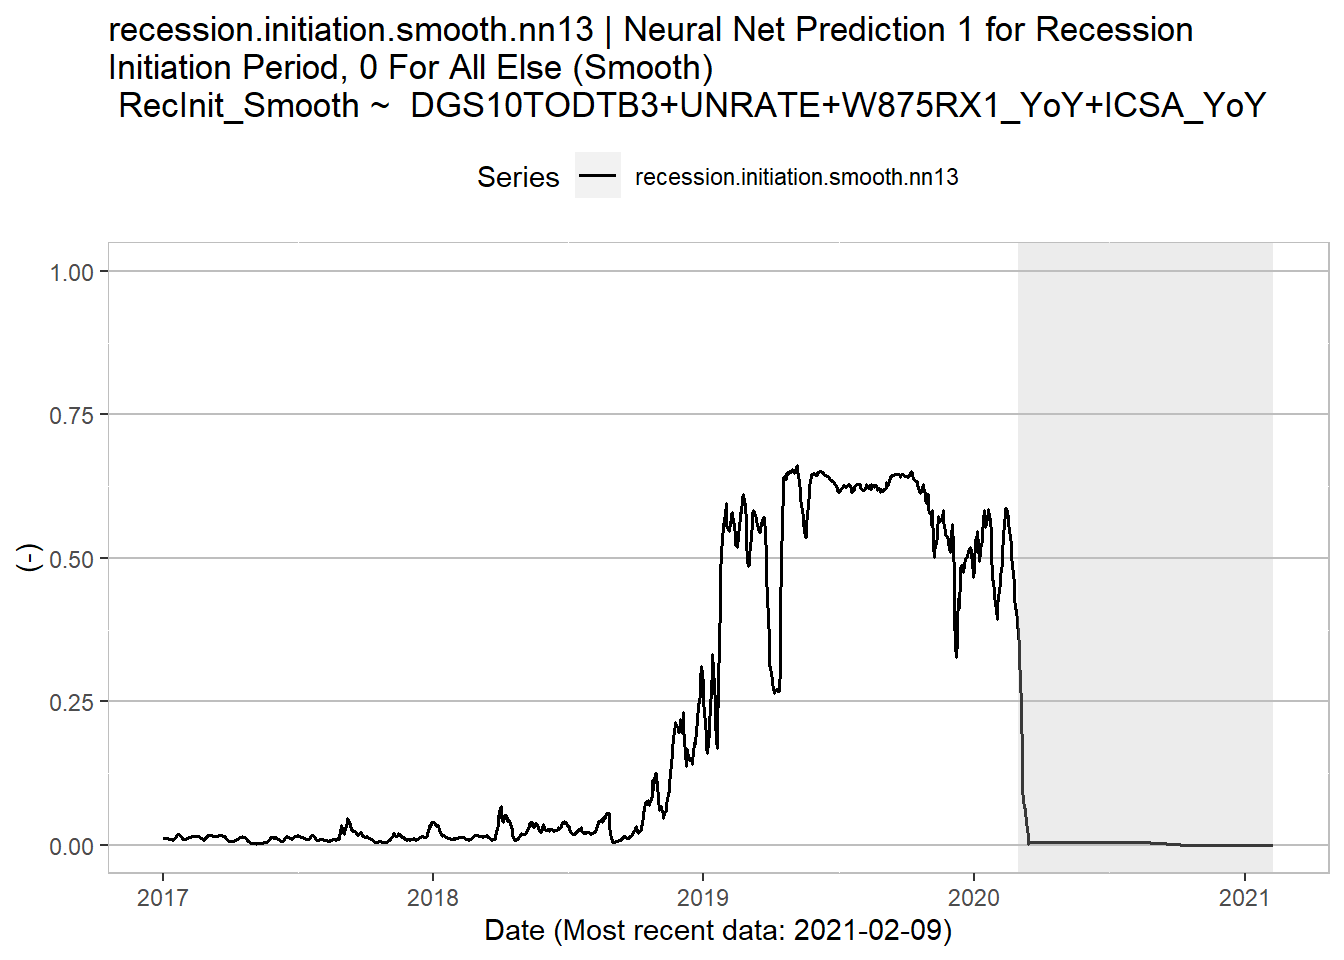 recession.initiation.smooth.nn13 | Neural Net Prediction 1 for Recession
Initiation Period, 0 For All Else (Smooth)
RecInit_Smooth ~  DGS10TODTB3+UNRATE+W875RX1_YoY+ICSA_YoY
Series recession.initiation.smooth.nn13
1.00
0.75
0.50
0.25
0.00
(-)
2017 2018 2019 2020 2021
Date (Most recent data: 2021-02-09)